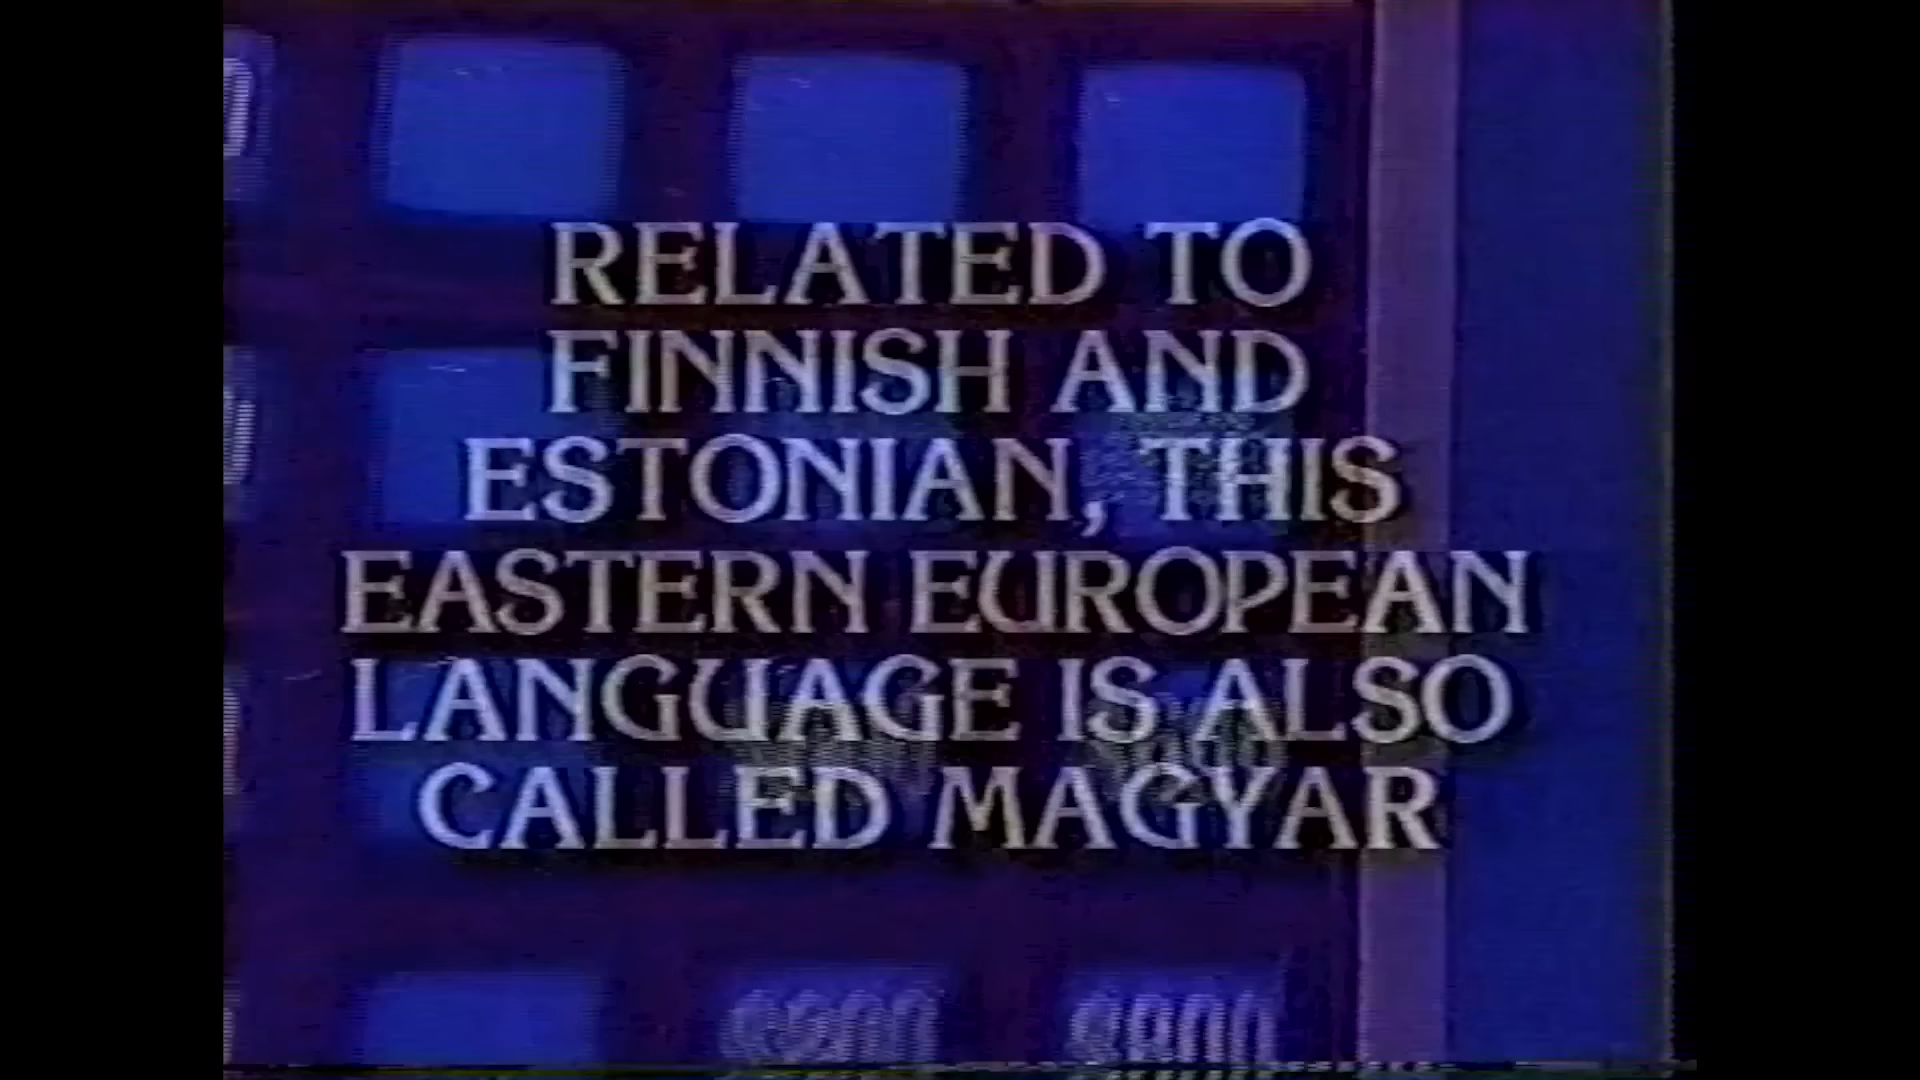 RELATED TO
FINNISH AND
ESTONIAN, THIS
EASTERN EUROPEAN
LANGUAGE IS ALSO
CALLED MAGYAR